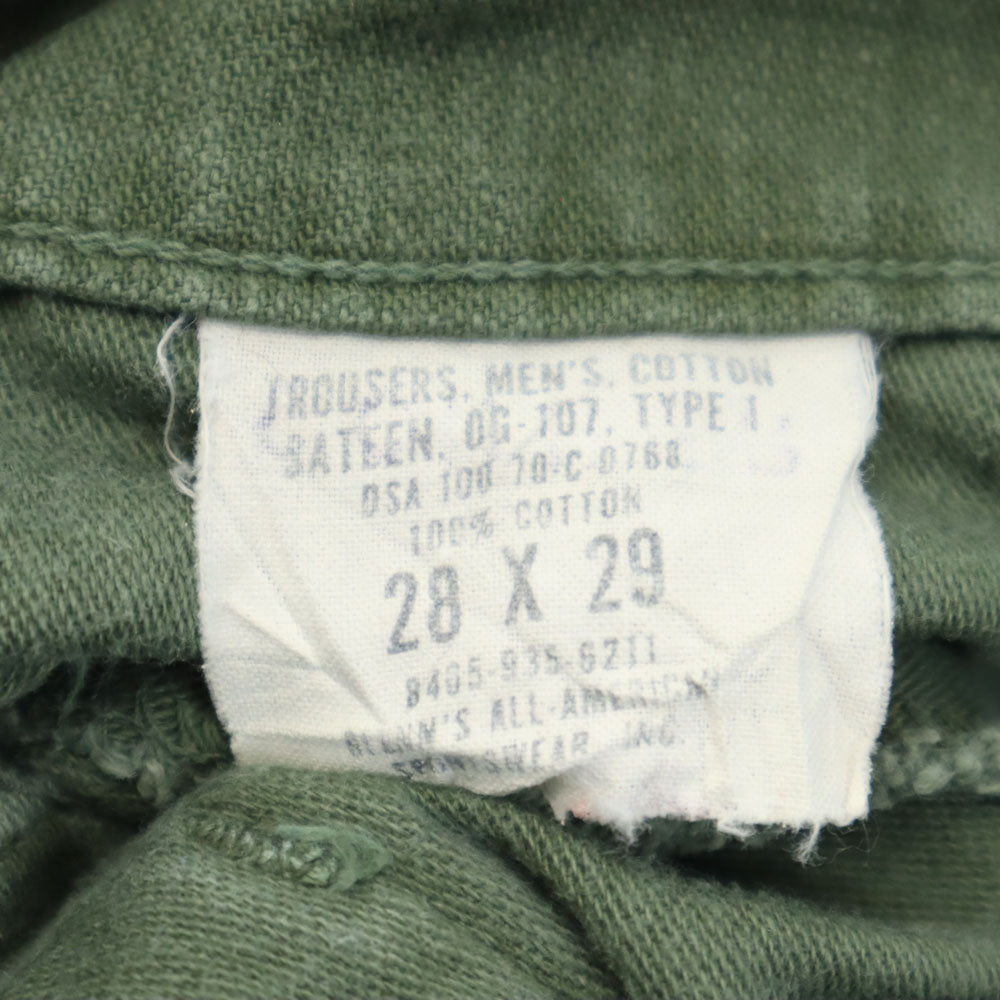 TROUSERS, MEN'S, COTTON
SATEEN, OG-107, TYPE I
DSA 100-70-C-0768
100% COTTON
28 X 29
8405-935-6211
GLENN'S ALL-AMERICAN
SPORTSWEAR, INC.